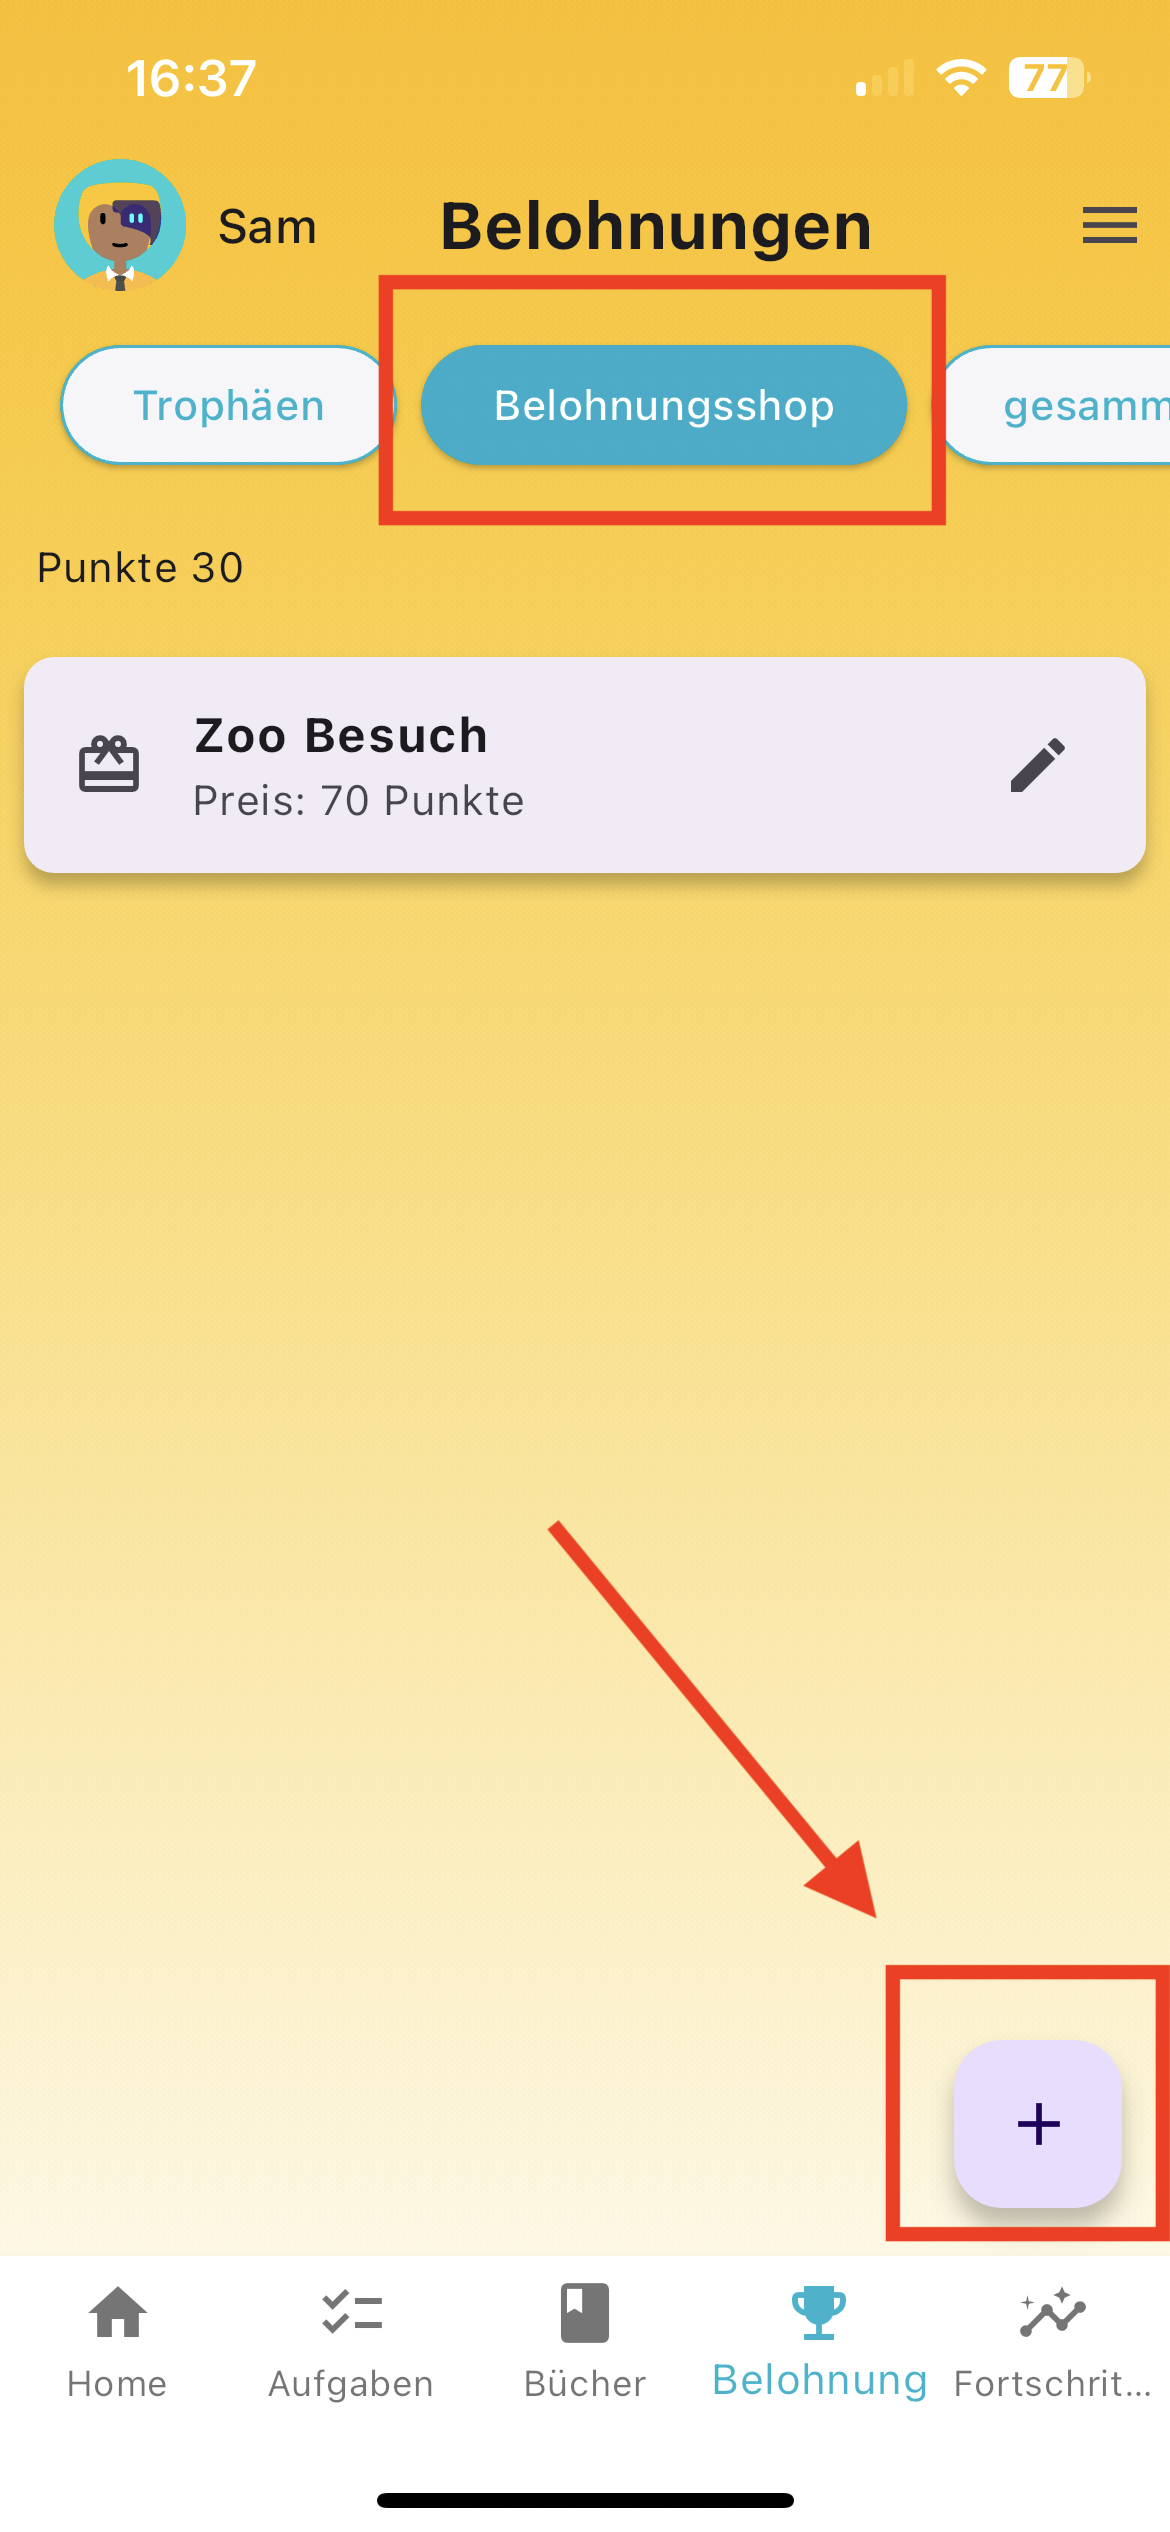 16:37
77
Sam
Belohnungen
Trophäen
Belohnungsshop
gesamm
Punkte 30
Zoo Besuch
Preis: 70 Punkte
+
Home
Aufgaben
Bücher
Belohnung
Fortschrit...